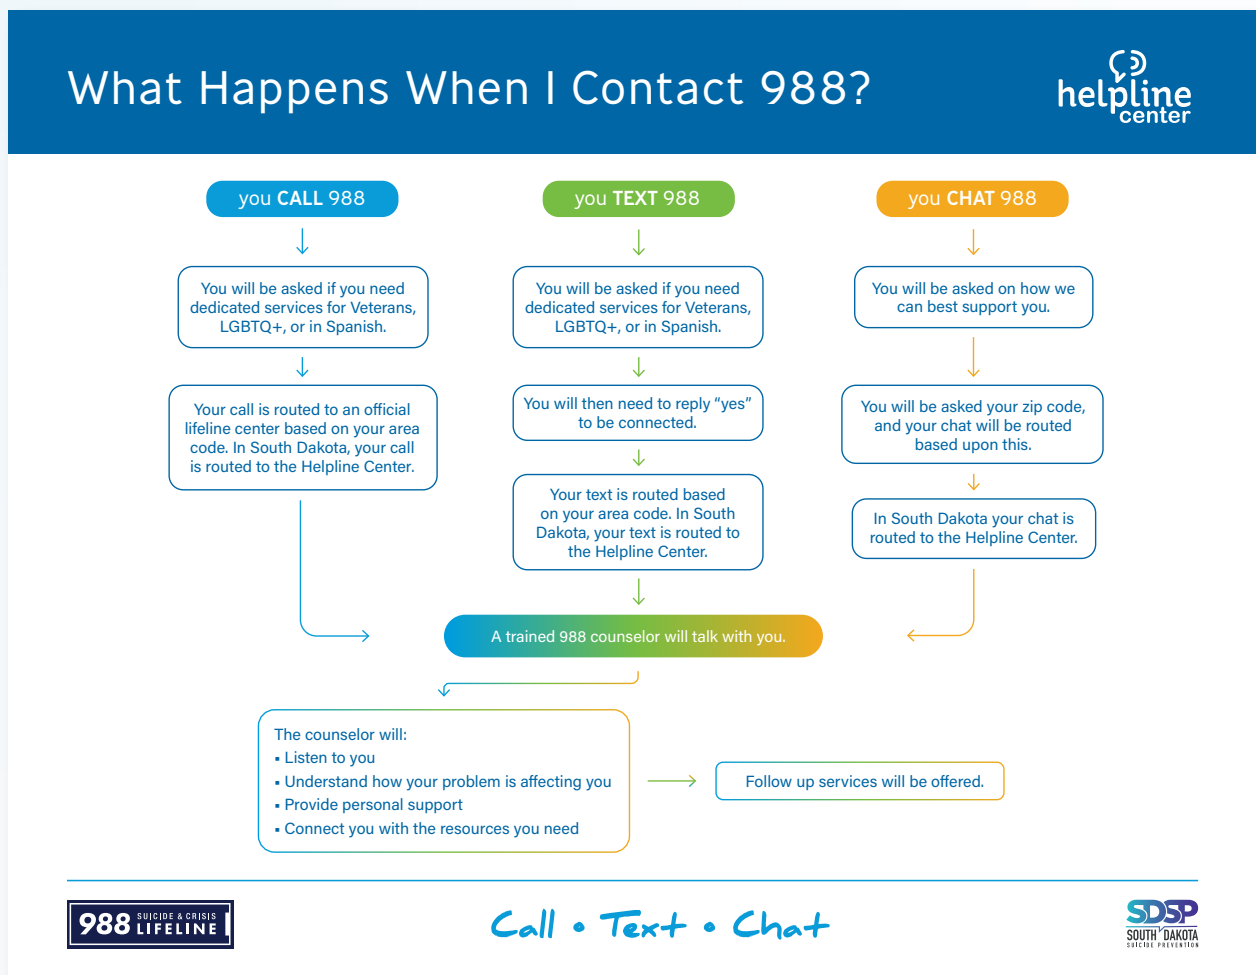 What Happens When I Contact 988?
helpline
center
you CALL 988
You will be asked if you need
dedicated services for Veterans,
LGBTQ+, or in Spanish.
Your call is routed to an official
lifeline center based on your area
code. In South Dakota, your call
is routed to the Helpline Center.
you TEXT 988
You will be asked if you need
dedicated services for Veterans,
LGBTQ+, or in Spanish.
You will then need to reply “yes”
to be connected.
Your text is routed based
on your area code. In South
Dakota, your text is routed to
the Helpline Center.
you CHAT 988
You will be asked on how we
can best support you.
You will be asked your zip code,
and your chat will be routed
based upon this.
In South Dakota your chat is
routed to the Helpline Center.
A trained 988 counselor will talk with you.
The counselor will:
▪ Listen to you
▪ Understand how your problem is affecting you
▪ Provide personal support
▪ Connect you with the resources you need
Follow up services will be offered.
988 SUICIDE & CRISIS
LIFELINE
Call • Text • Chat
SDSP
SOUTH DAKOTA
SUICIDE PREVENTION